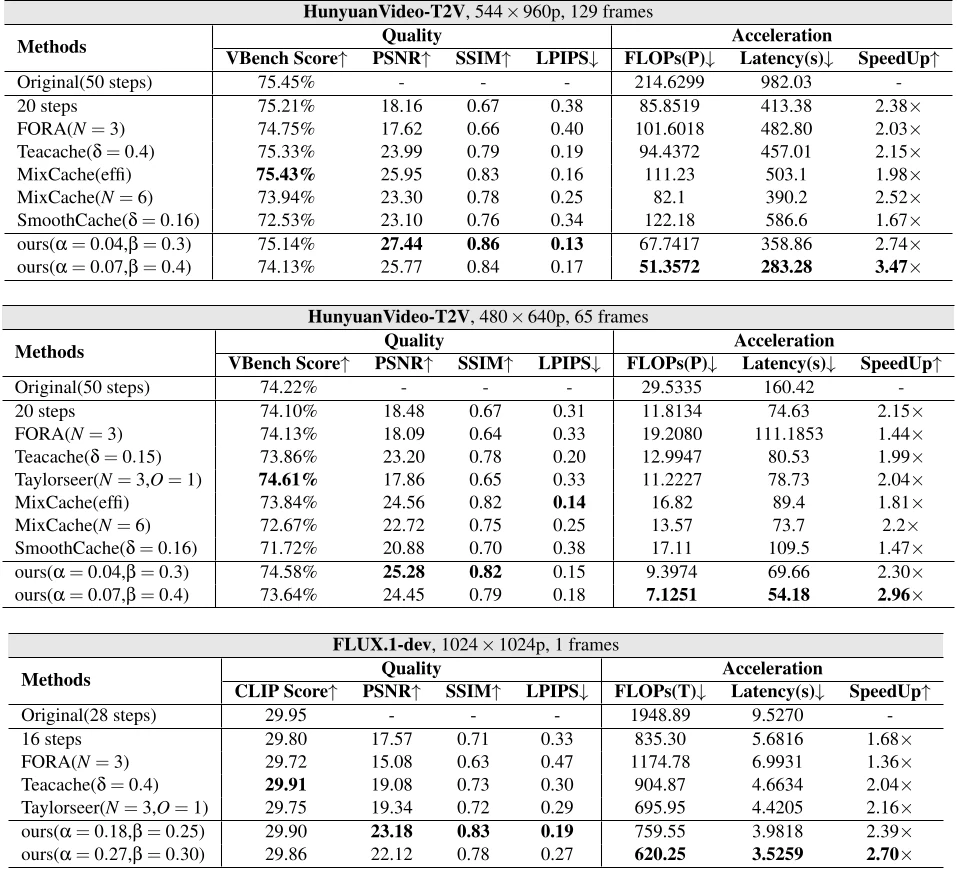 HunyuanVideo-T2V, 544 × 960p, 129 frames
Methods Quality Acceleration
VBench Score↑ PSNR↑ SSIM↑ LPIPS↓ FLOPs(P)↓ Latency(s)↓ SpeedUp↑
Original(50 steps) 75.45% - - - 214.6299 982.03 -
20 steps 75.21% 18.16 0.67 0.38 85.8519 413.38 2.38×
FORA(N = 3) 74.75% 17.62 0.66 0.40 101.6018 482.80 2.03×
Teacache(δ = 0.4) 75.33% 23.99 0.79 0.19 94.4372 457.01 2.15×
MixCache(effi) 75.43% 25.95 0.83 0.16 111.23 503.1 1.98×
MixCache(N = 6) 73.94% 23.30 0.78 0.25 82.1 390.2 2.52×
SmoothCache(δ = 0.16) 72.53% 23.10 0.76 0.34 122.18 586.6 1.67×
ours(α = 0.04,β = 0.3) 75.14% 27.44 0.86 0.13 67.7417 358.86 2.74×
ours(α = 0.07,β = 0.4) 74.13% 25.77 0.84 0.17 51.3572 283.28 3.47×
HunyuanVideo-T2V, 480 × 640p, 65 frames
Methods Quality Acceleration
VBench Score↑ PSNR↑ SSIM↑ LPIPS↓ FLOPs(P)↓ Latency(s)↓ SpeedUp↑
Original(50 steps) 74.22% - - - 29.5335 160.42 -
20 steps 74.10% 18.48 0.67 0.31 11.8134 74.63 2.15×
FORA(N = 3) 74.13% 18.09 0.64 0.33 19.2080 111.1853 1.44×
Teacache(δ = 0.15) 73.86% 23.20 0.78 0.20 12.9947 80.53 1.99×
Taylorseer(N = 3,O = 1) 74.61% 17.86 0.65 0.33 11.2227 78.73 2.04×
MixCache(effi) 73.84% 24.56 0.82 0.14 16.82 89.4 1.81×
MixCache(N = 6) 72.67% 22.72 0.75 0.25 13.57 73.7 2.2×
SmoothCache(δ = 0.16) 71.72% 20.88 0.70 0.38 17.11 109.5 1.47×
ours(α = 0.04,β = 0.3) 74.58% 25.28 0.82 0.15 9.3974 69.66 2.30×
ours(α = 0.07,β = 0.4) 73.64% 24.45 0.79 0.18 7.1251 54.18 2.96×
FLUX.1-dev, 1024 × 1024p, 1 frames
Methods Quality Acceleration
CLIP Score↑ PSNR↑ SSIM↑ LPIPS↓ FLOPs(T)↓ Latency(s)↓ SpeedUp↑
Original(28 steps) 29.95 - - - 1948.89 9.5270 -
16 steps 29.80 17.57 0.71 0.33 835.30 5.6816 1.68×
FORA(N = 3) 29.72 15.08 0.63 0.47 1174.78 6.9931 1.36×
Teacache(δ = 0.4) 29.91 19.08 0.73 0.30 904.87 4.6634 2.04×
Taylorseer(N = 3,O = 1) 29.75 19.34 0.72 0.29 695.95 4.4205 2.16×
ours(α = 0.18,β = 0.25) 29.90 23.18 0.83 0.19 759.55 3.9818 2.39×
ours(α = 0.27,β = 0.30) 29.86 22.12 0.78 0.27 620.25 3.5259 2.70×